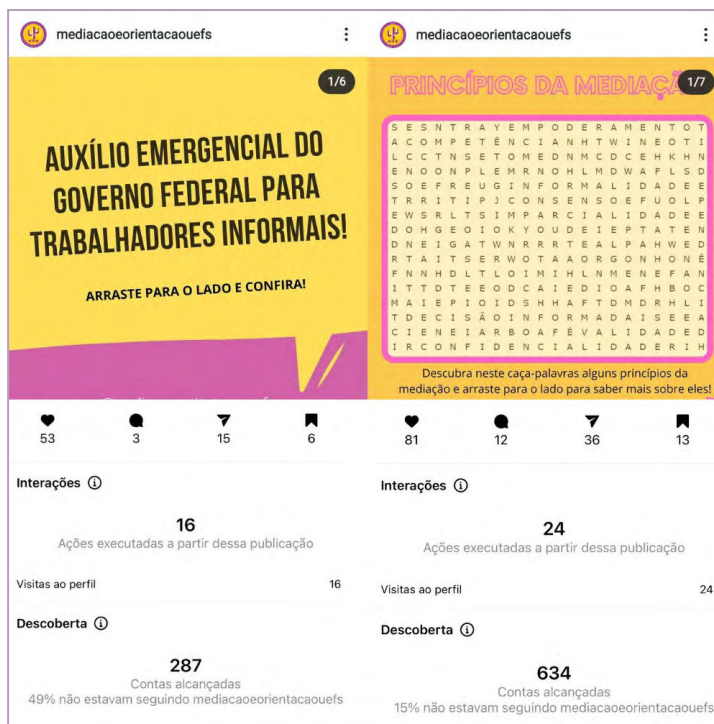 mediacaoeorientacaouefs
1/6
AUXÍLIO EMERGENCIAL DO
GOVERNO FEDERAL PARA
TRABALHADORES INFORMAIS!
ARRASTE PARA O LADO E CONFIRA!
53 3 15 6
Interações
16
Ações executadas a partir dessa publicação
Visitas ao perfil 16
Descoberta
287
Contas alcançadas
49% não estavam seguindo mediacaoeorientacaouefs
mediacaoeorientacaouefs
1/7
PRINCÍPIOS DA MEDIAÇÃ
S E S N T R A Y E M P O D E R A M E N T O T
A C O M P E T Ê N C I A N H T W I N E O T I
L C C T N S E T O M E D N M C D C E H K H N
E N O O N P L E M R N O H L M D W A F L S D
S O E F R E U G I N F O R M A L I D A D E E
T R R I T I P J C O N S E N S O E F U O L P
E W S R L T S I M P A R C I A L I D A D E E
D O H G E O I O K Y O U D E I E P T A T E N
D N E I G A T W N R R R T E A L P A H W E D
R T A I T S E R W O T A A O R G O N H O N Ê
F N N H D L T L O I M I H L N M E N E F A N
I T T D T E E O D C A I E D I O A F H B O C
M A I E P I O I D S H H A F T D M D R H L I
T D E C I S Ã O I N F O R M A D A I S E E A
C I E N E I A R B O A F É V A L I D A D E D
I R C O N F I D E N C I A L I D A D E R I H
Descubra neste caça-palavras alguns princípios da
mediação e arraste para o lado para saber mais sobre eles!
81 12 36 13
Interações
24
Ações executadas a partir dessa publicação
Visitas ao perfil 24
Descoberta
634
Contas alcançadas
15% não estavam seguindo mediacaoeorientacaouefs